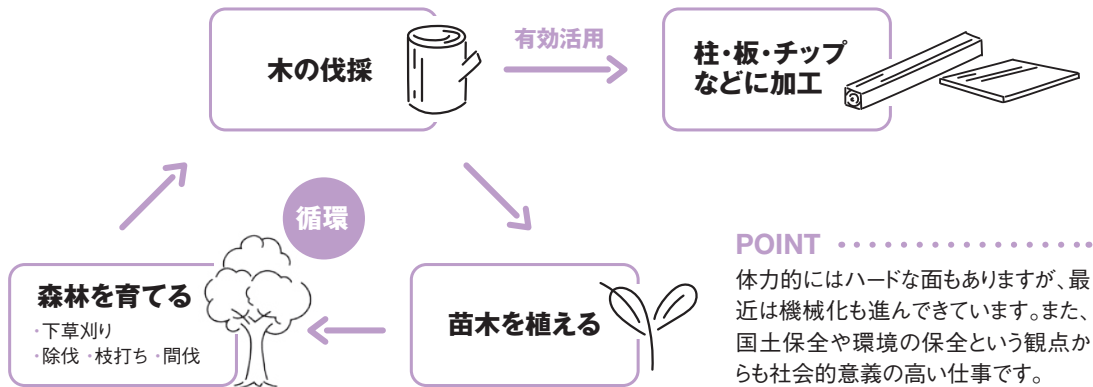 木の伐採
有効活用
柱・板・チップ
などに加工
循環
森林を育てる
・下草刈り
・除伐・枝打ち・間伐
苗木を植える
POINT
体力的にはハードな面もありますが、最
近は機械化も進んできています。また、
国土保全や環境の保全という観点か
らも社会的意義の高い仕事です。